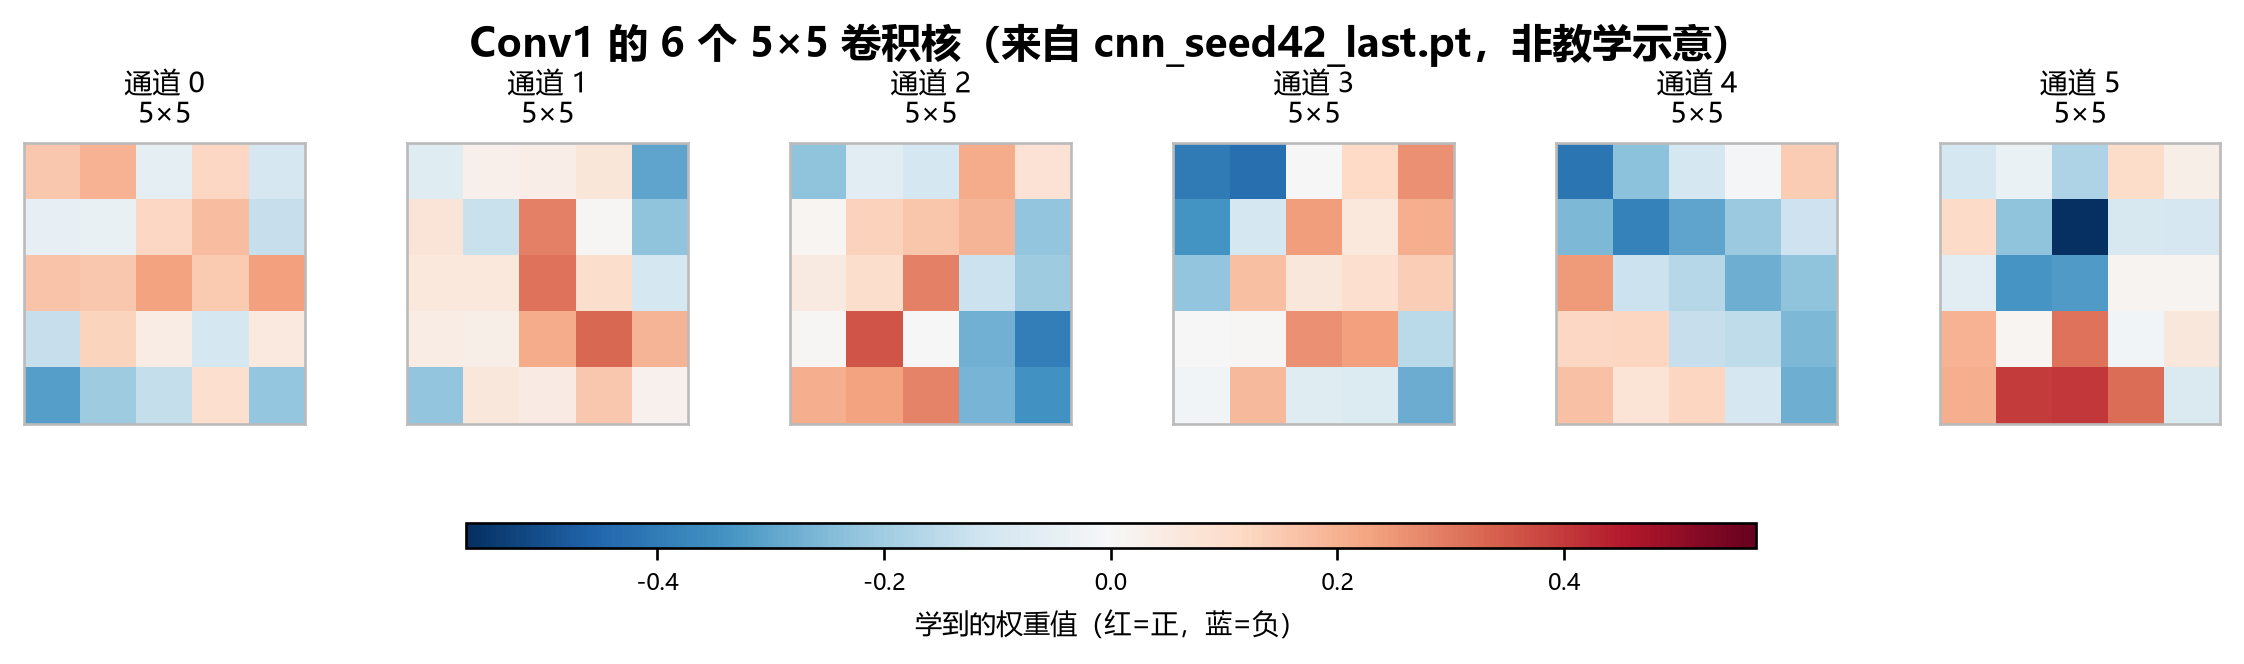 Conv1 的 6 个 5×5 卷积核（来自 cnn_seed42_last.pt，非教学示意）
通道 0
5×5
通道 1
5×5
通道 2
5×5
通道 3
5×5
通道 4
5×5
通道 5
5×5
-0.4 -0.2 0.0 0.2 0.4
学到的权重值（红=正，蓝=负）